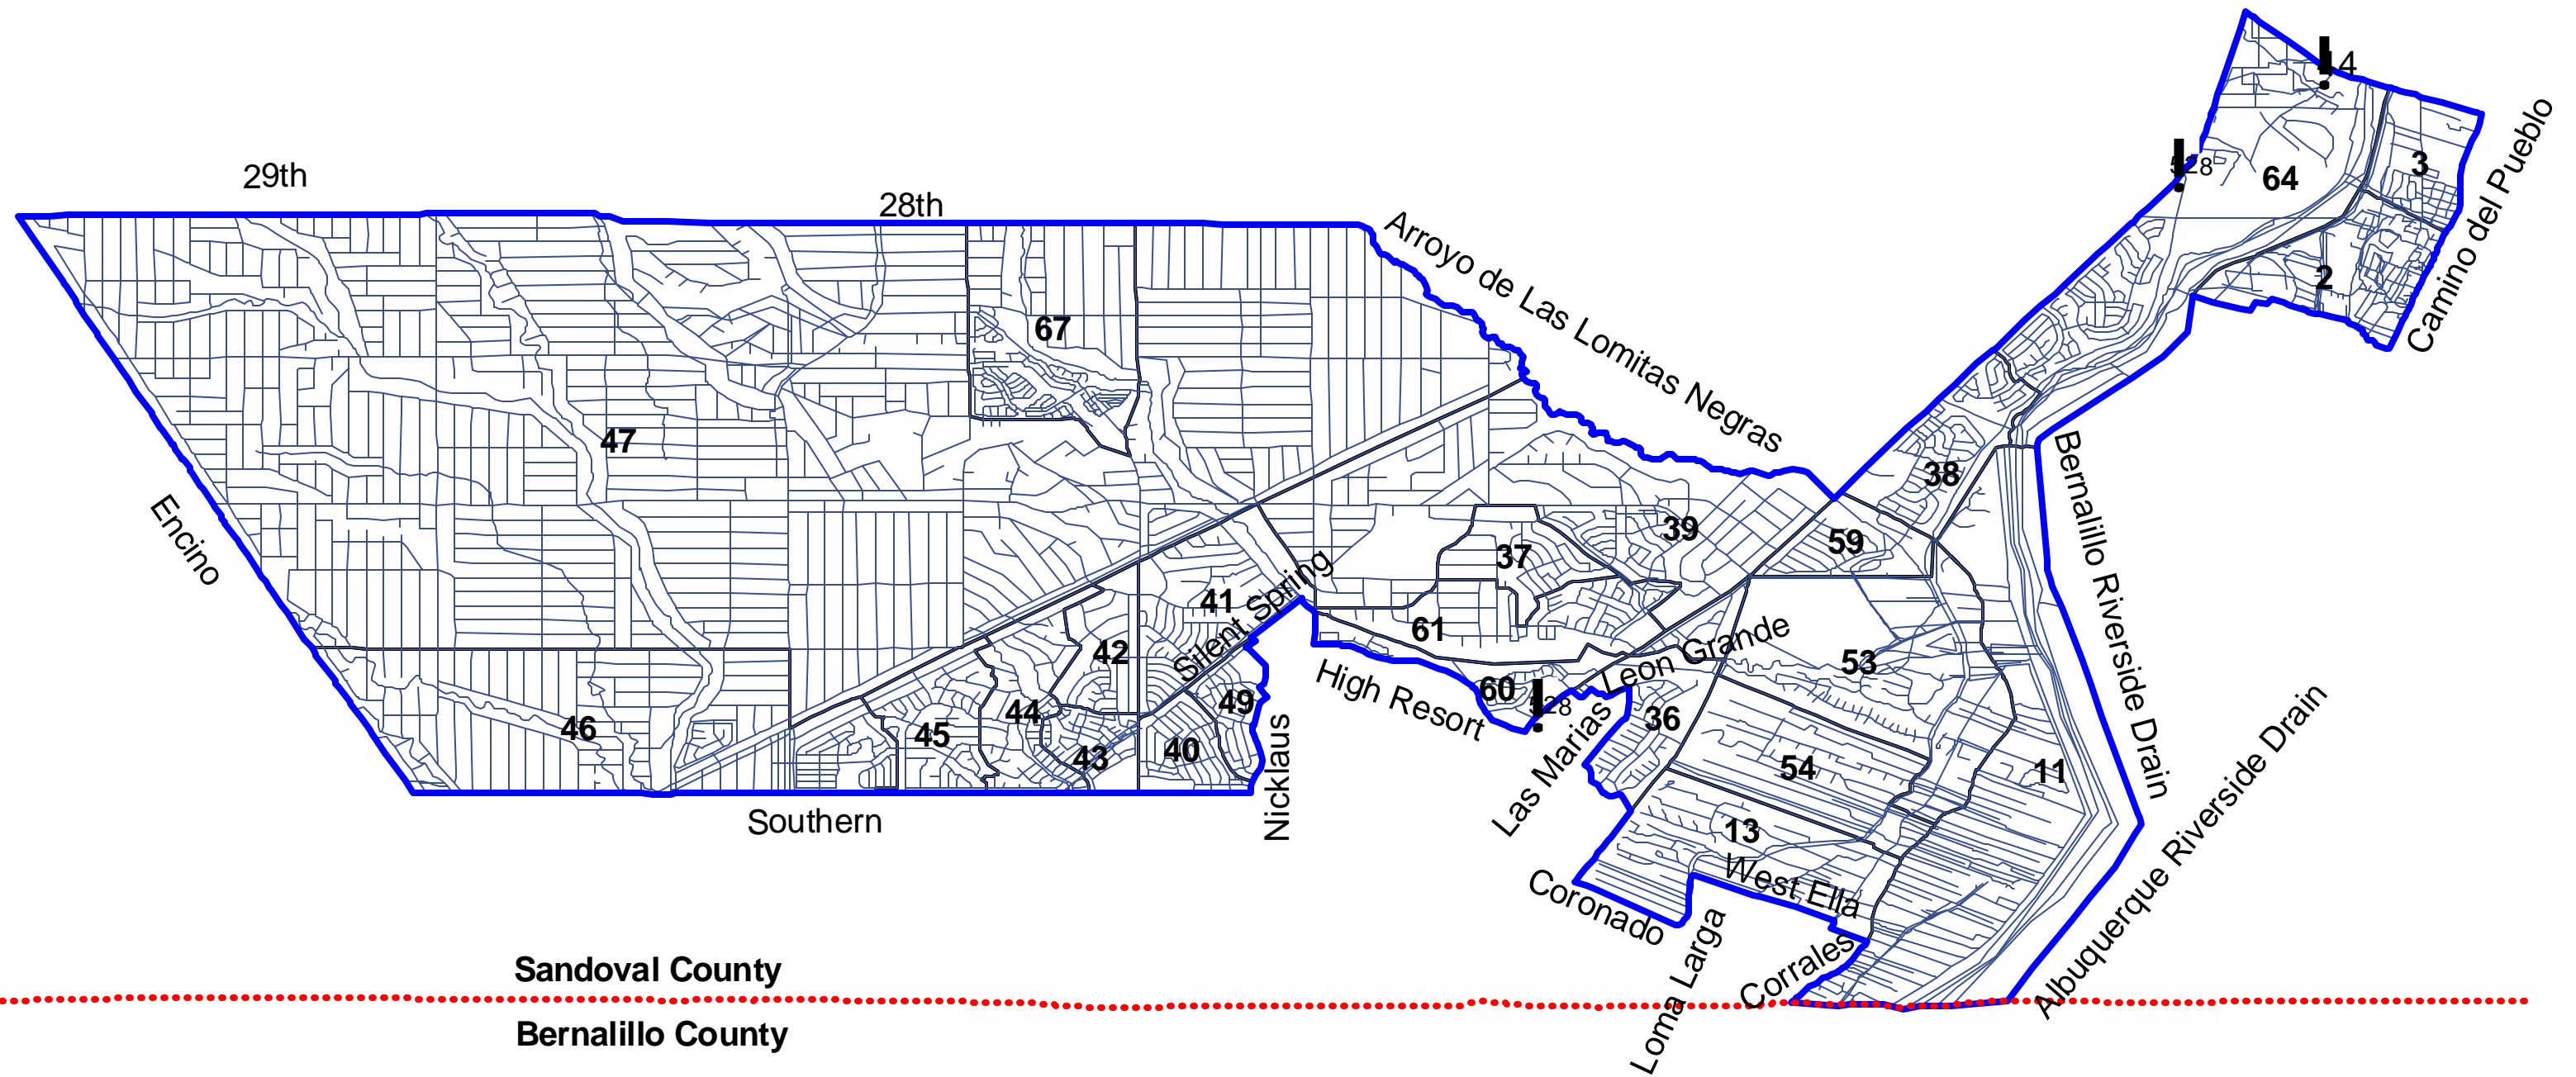 44
528
3
64
29th
28th
2
Camino del Pueblo
Arroyo de Las Lomitas Negras
67
47
38
Encino
39
59
37
Bernalillo Riverside Drain
41
Silent Spring
61
42
Leon Grande
53
High Resort
60
528
49
36
44
46
45
43
40
Nicklaus
Las Marias
54
11
Southern
13
West Ella
Coronado
Albuquerque Riverside Drain
Loma Larga
Corrales
Sandoval County
Bernalillo County